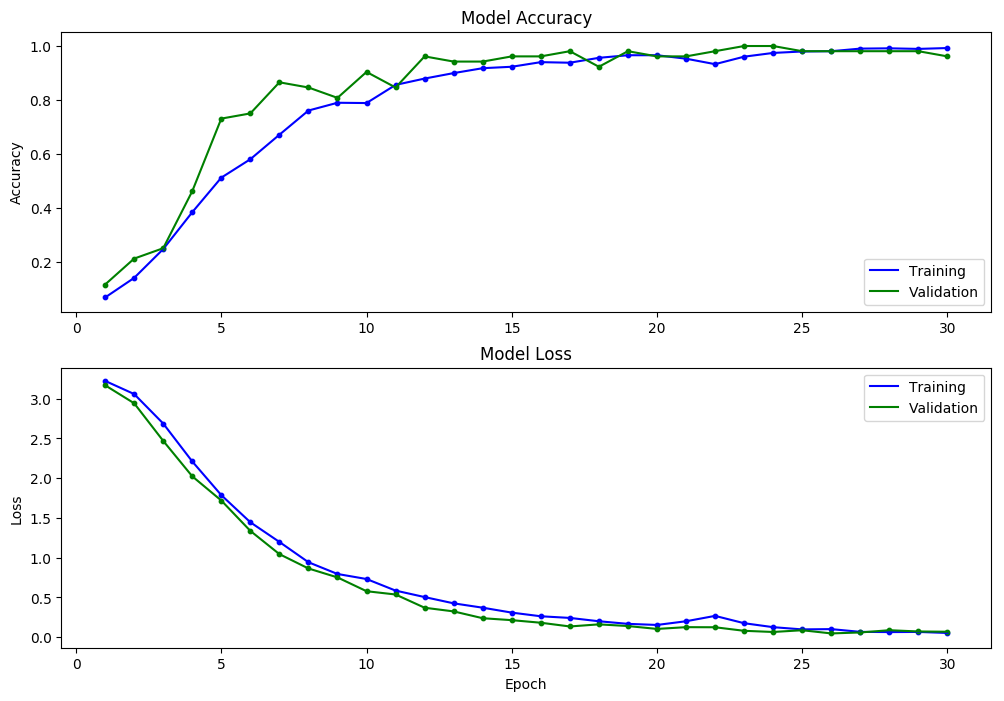 Model Accuracy
1.0
0.8
0.6
0.4
0.2
Accuracy
Training
Validation
0 5 10 15 20 25 30
Model Loss
3.0
2.5
2.0
1.5
1.0
0.5
0.0
Loss
Training
Validation
0 5 10 15 20 25 30
Epoch